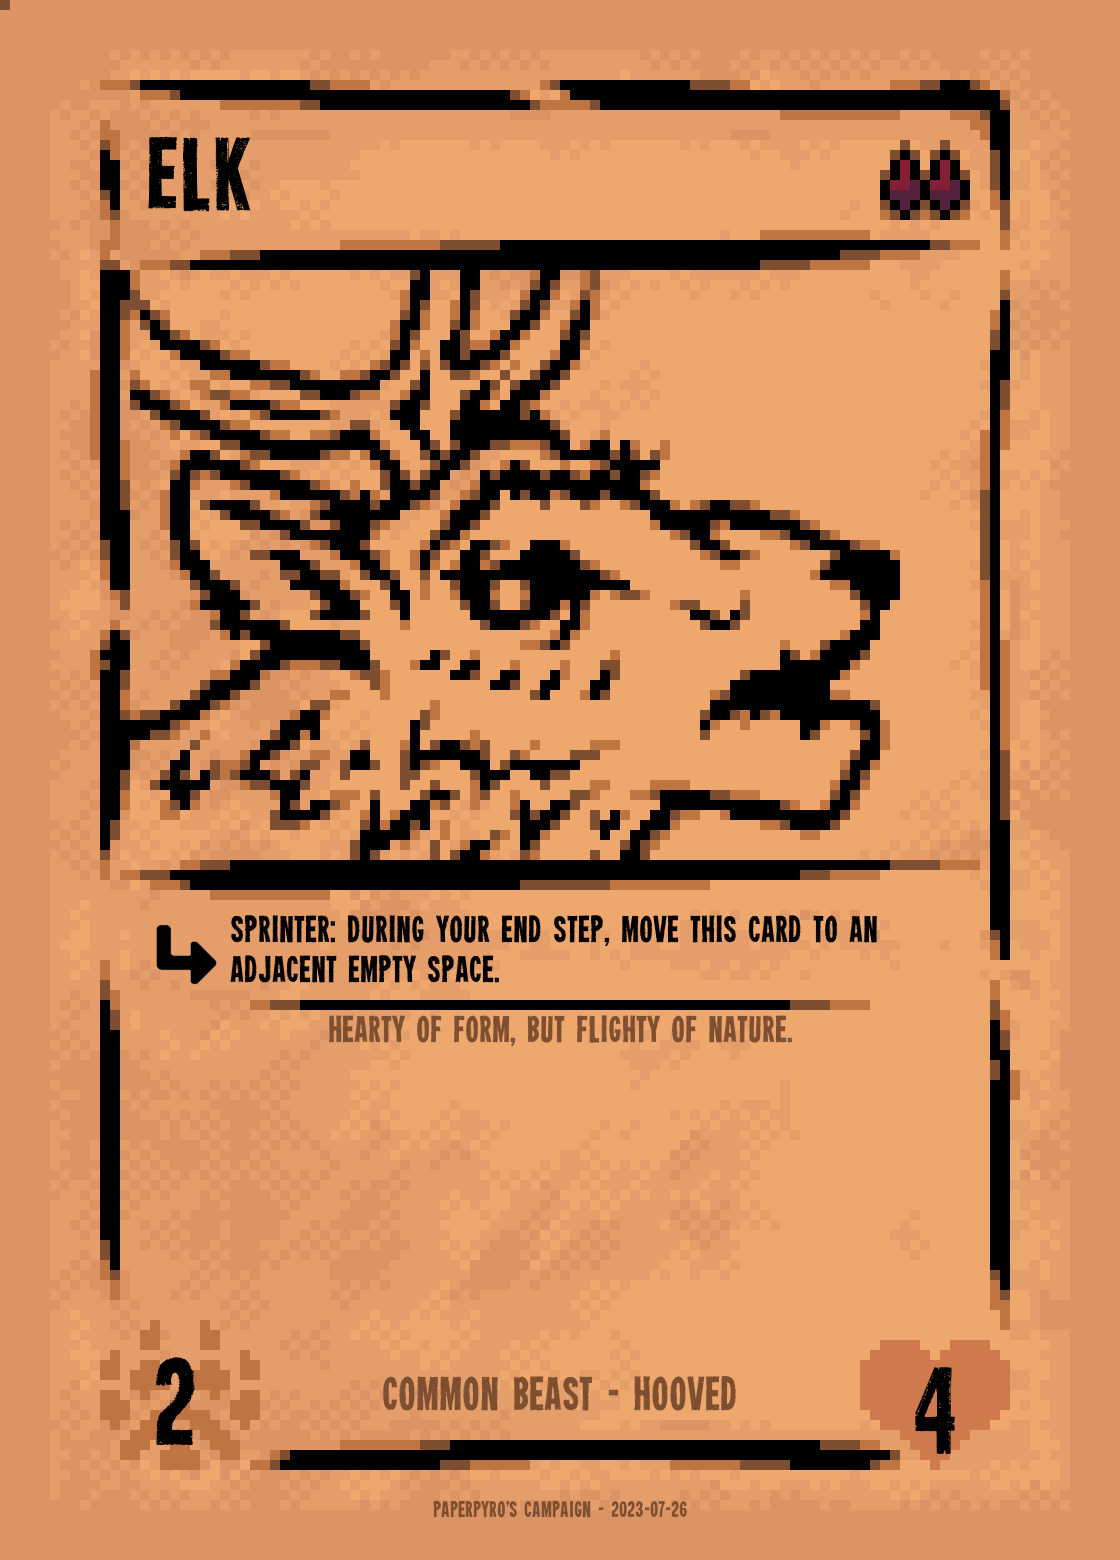 ELK
SPRINTER: DURING YOUR END STEP, MOVE THIS CARD TO AN
ADJACENT EMPTY SPACE.
HEARTY OF FORM, BUT FLIGHTY OF NATURE.
2
COMMON BEAST - HOOVED
4
PAPERPYRO'S CAMPAIGN - 2023-07-26